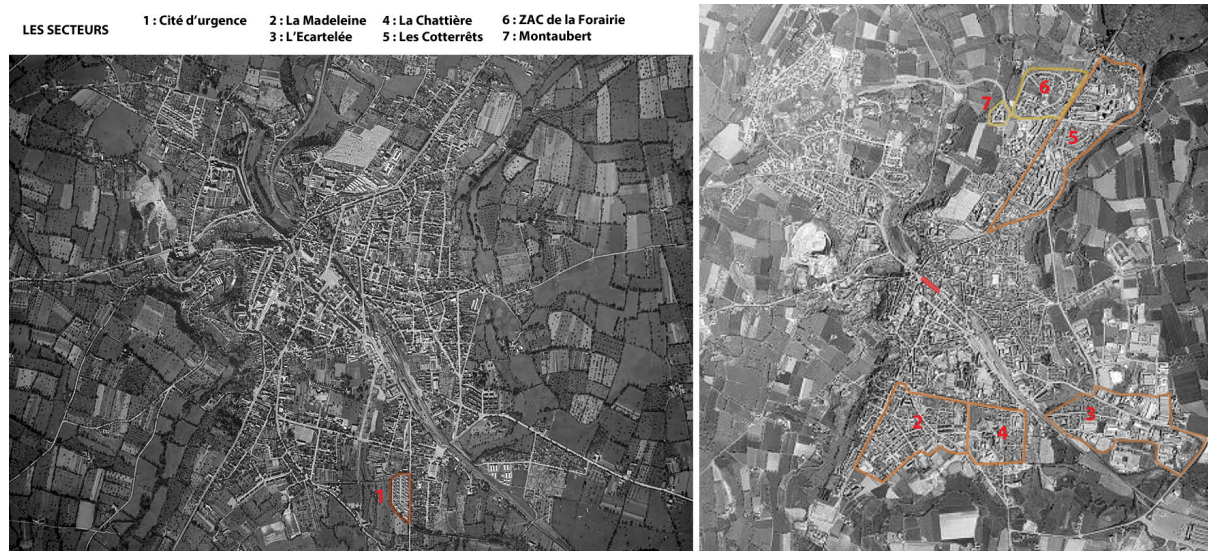 LES SECTEURS
1 : Cité d'urgence
2 : La Madeleine
3 : L'Ecartelée
4 : La Chattière
5 : Les Cotterrêts
6 : ZAC de la Forairie
7 : Montaubert
1
6
7
5
2
4
3